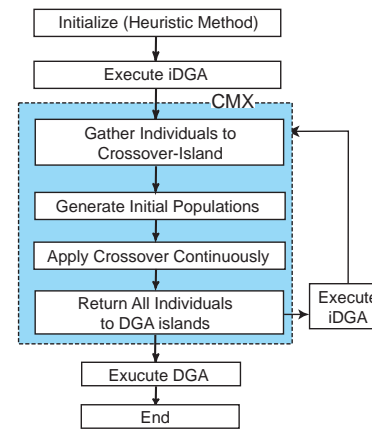 Initialize (Heuristic Method)
Execute iDGA
CMX
Gather Individuals to
Crossover-Island
Generate Initial Populations
Apply Crossover Continuously
Return All Individuals
to DGA islands
Execute
iDGA
Exucute DGA
End